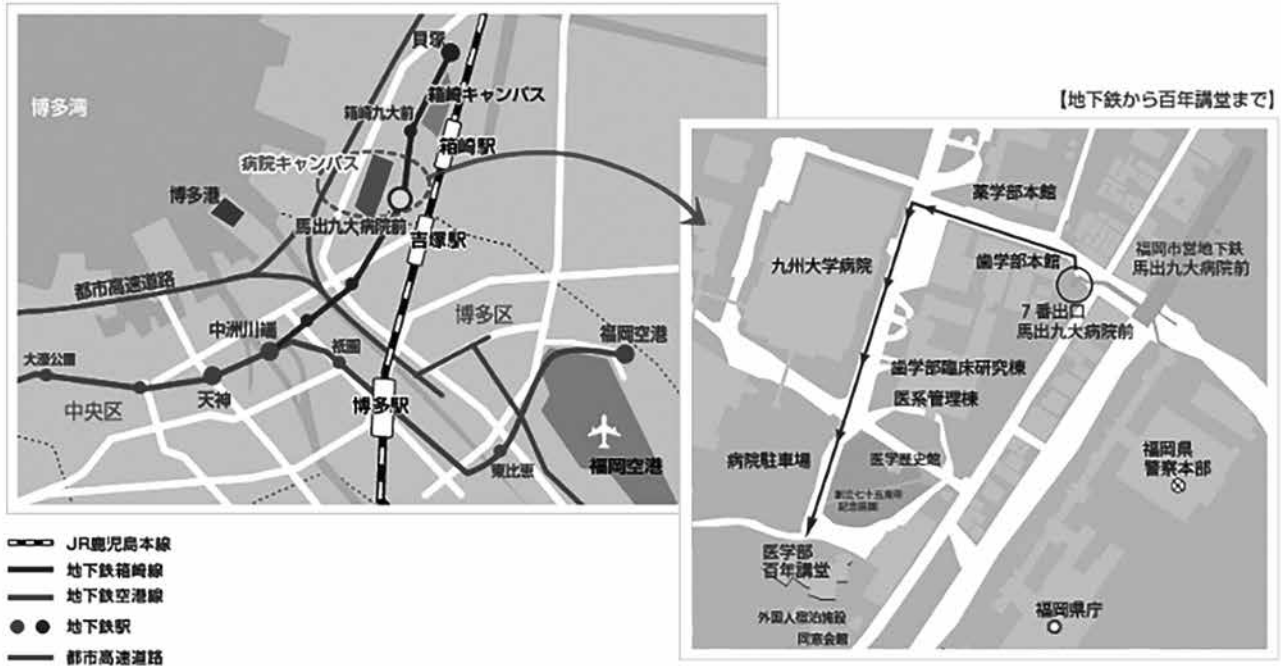 貝塚
箱崎キャンパス
博多湾
箱崎九大前
箱崎駅
病院キャンパス
博多港
馬出九大病院前
吉塚駅
都市高速道路
中洲川端
博多区
福岡空港
大濠公園
祇園
天神
中央区
博多駅
東比恵
福岡空港
JR鹿児島本線
地下鉄箱崎線
地下鉄空港線
地下鉄駅
都市高速道路
【地下鉄から百年講堂まで】
薬学部本館
福岡市営地下鉄
馬出九大病院前
九州大学病院
歯学部本館
7番出口
馬出九大病院前
歯学部臨床研究棟
医系管理棟
病院駐車場
医学歴史館
福岡県
警察本部
創立七十五周年
医学部
百年講堂
外国人宿泊施設
同窓会館
福岡県庁